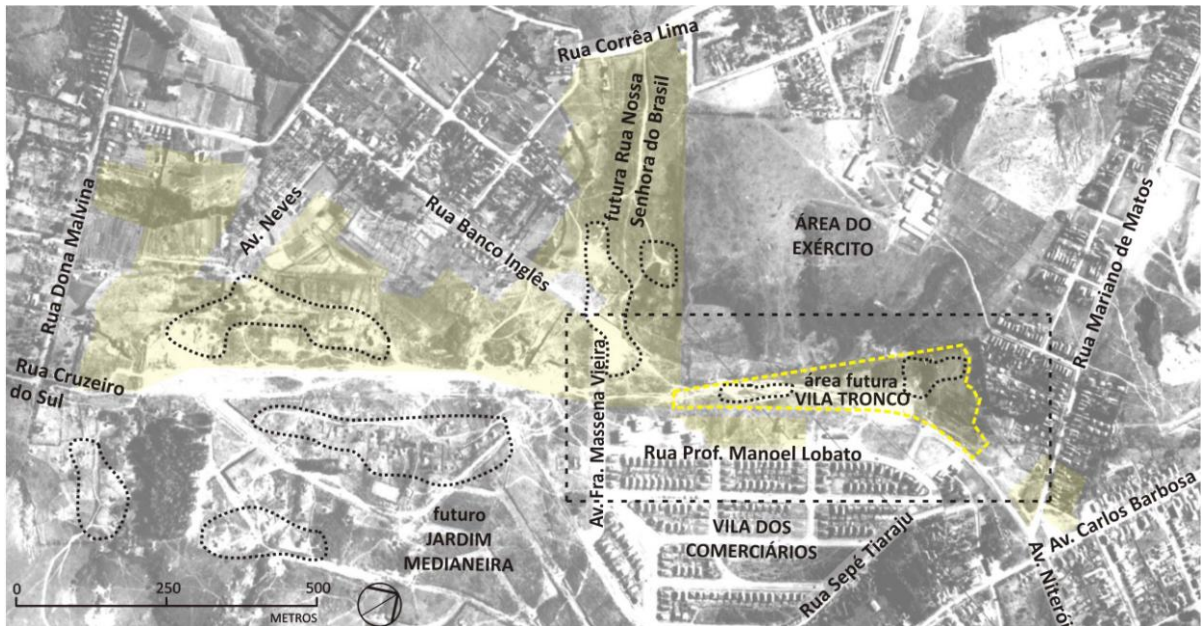 Rua Corrêa Lima
futura Rua Nossa
Senhora do Brasil
Rua Dona Malvina
Av. Neves
Rua Banco Inglês
ÁREA DO
EXÉRCITO
Rua Mariano de Matos
Rua Cruzeiro
do Sul
Av. Fra. Massena Vieira
área futura
VILA TRONCO
Rua Prof. Manoel Lobato
futuro
JARDIM
MEDIANEIRA
VILA DOS
COMERCIÁRIOS
Rua Sepé Tiaraju
Av. Carlos Barbosa
Av. Niterói
0 250 500
METROS